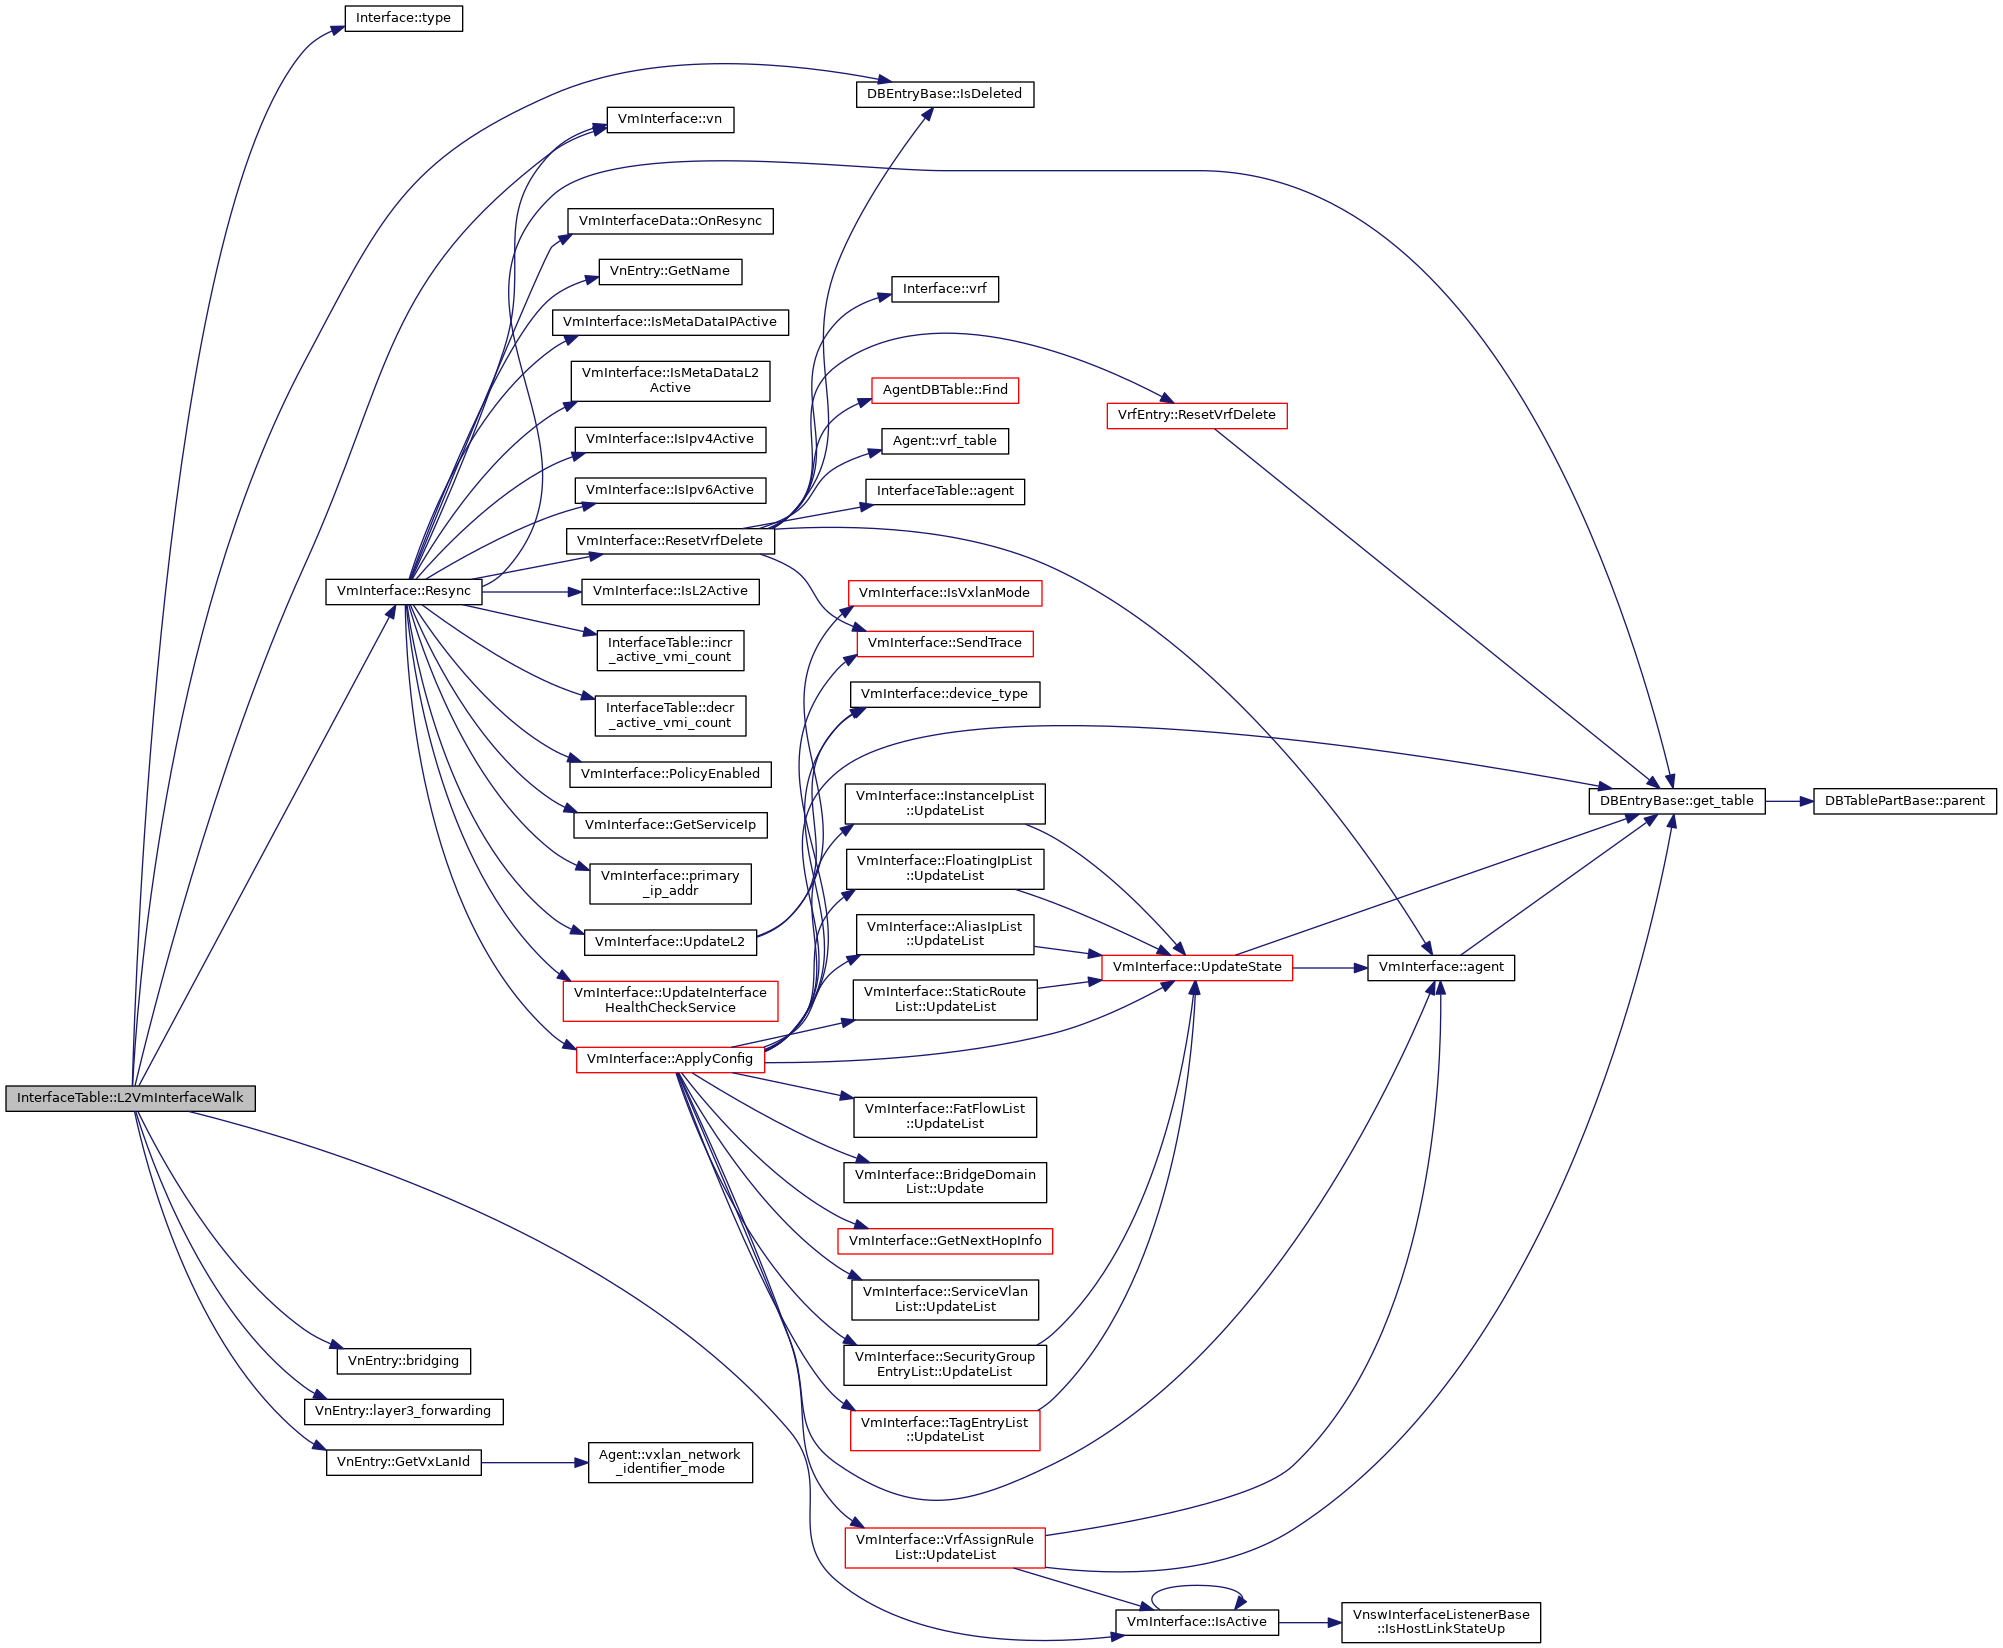 Interface::type
DBEntryBase::IsDeleted
VmInterface::vn
VmInterfaceData::OnResync
VnEntry::GetName
Interface::vrf
VmInterface::IsMetaDataIPActive
VmInterface::IsMetaDataL2
Active
AgentDBTable::Find
VrfEntry::ResetVrfDelete
VmInterface::IsIpv4Active
Agent::vrf_table
VmInterface::IsIpv6Active
InterfaceTable::agent
VmInterface::ResetVrfDelete
VmInterface::Resync
VmInterface::IsL2Active
VmInterface::IsVxlanMode
InterfaceTable::incr
_active_vmi_count
VmInterface::SendTrace
InterfaceTable::decr
_active_vmi_count
VmInterface::device_type
VmInterface::PolicyEnabled
VmInterface::InstanceIpList
::UpdateList
DBEntryBase::get_table
DBTablePartBase::parent
VmInterface::GetServiceIp
VmInterface::primary
_ip_addr
VmInterface::FloatingIpList
::UpdateList
VmInterface::UpdateL2
VmInterface::AliasIpList
::UpdateList
VmInterface::UpdateState
VmInterface::agent
VmInterface::UpdateInterface
HealthCheckService
VmInterface::StaticRoute
List::UpdateList
VmInterface::ApplyConfig
InterfaceTable::L2VmInterfaceWalk
VmInterface::FatFlowList
::UpdateList
VmInterface::BridgeDomain
List::Update
VmInterface::GetNextHopInfo
VmInterface::ServiceVlan
List::UpdateList
VnEntry::bridging
VmInterface::SecurityGroup
EntryList::UpdateList
VnEntry::layer3_forwarding
VmInterface::TagEntryList
::UpdateList
VnEntry::GetVxLanId
Agent::vxlan_network
_identifier_mode
VmInterface::VrfAssignRule
List::UpdateList
VmInterface::IsActive
VnswInterfaceListenerBase
::IsHostLinkStateUp